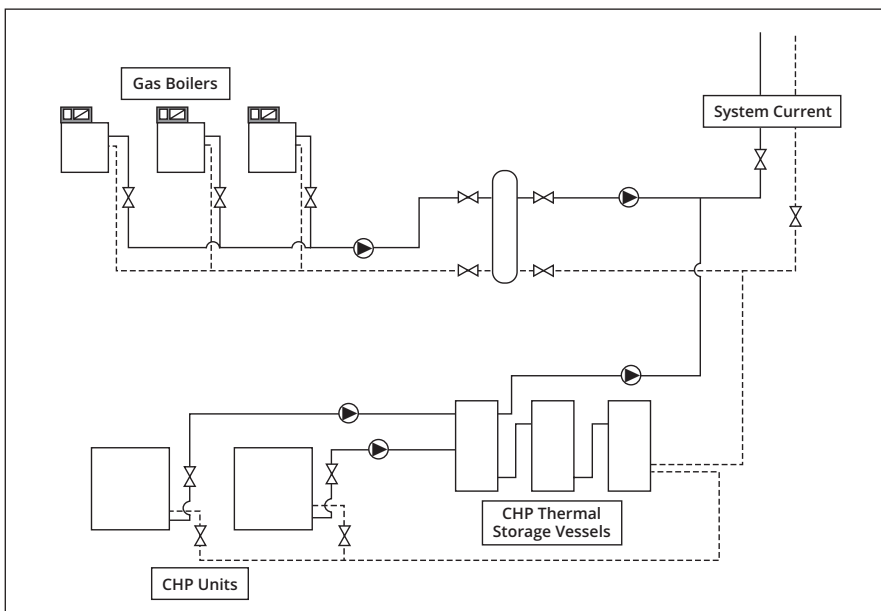 Gas Boilers
System Current
CHP Thermal
Storage Vessels
CHP Units